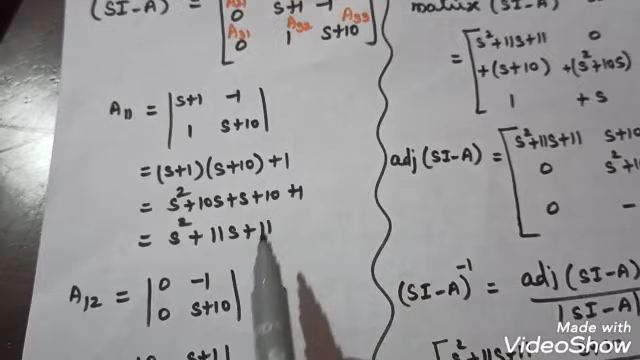 (SI-A) =
0 S+1 -1
0 1 S+10
A11 = | S+1 -1 |
| 1 S+10 |
= (S+1)(S+10)+1
= S²+10S+S+10+1
= S²+11S+11
A12 = | 0 -1 |
| 0 S+10 |
S+1
matrix (SI-A)
= [ S²+11S+11 0
+(S+10) +(S²+10S)
1 +S
adj (SI-A) = [ S²+11S+11 S+10
0 S²+1
0 -
(SI-A)⁻¹ = adj (SI-A)
|SI-A|
Made with
VideoShow